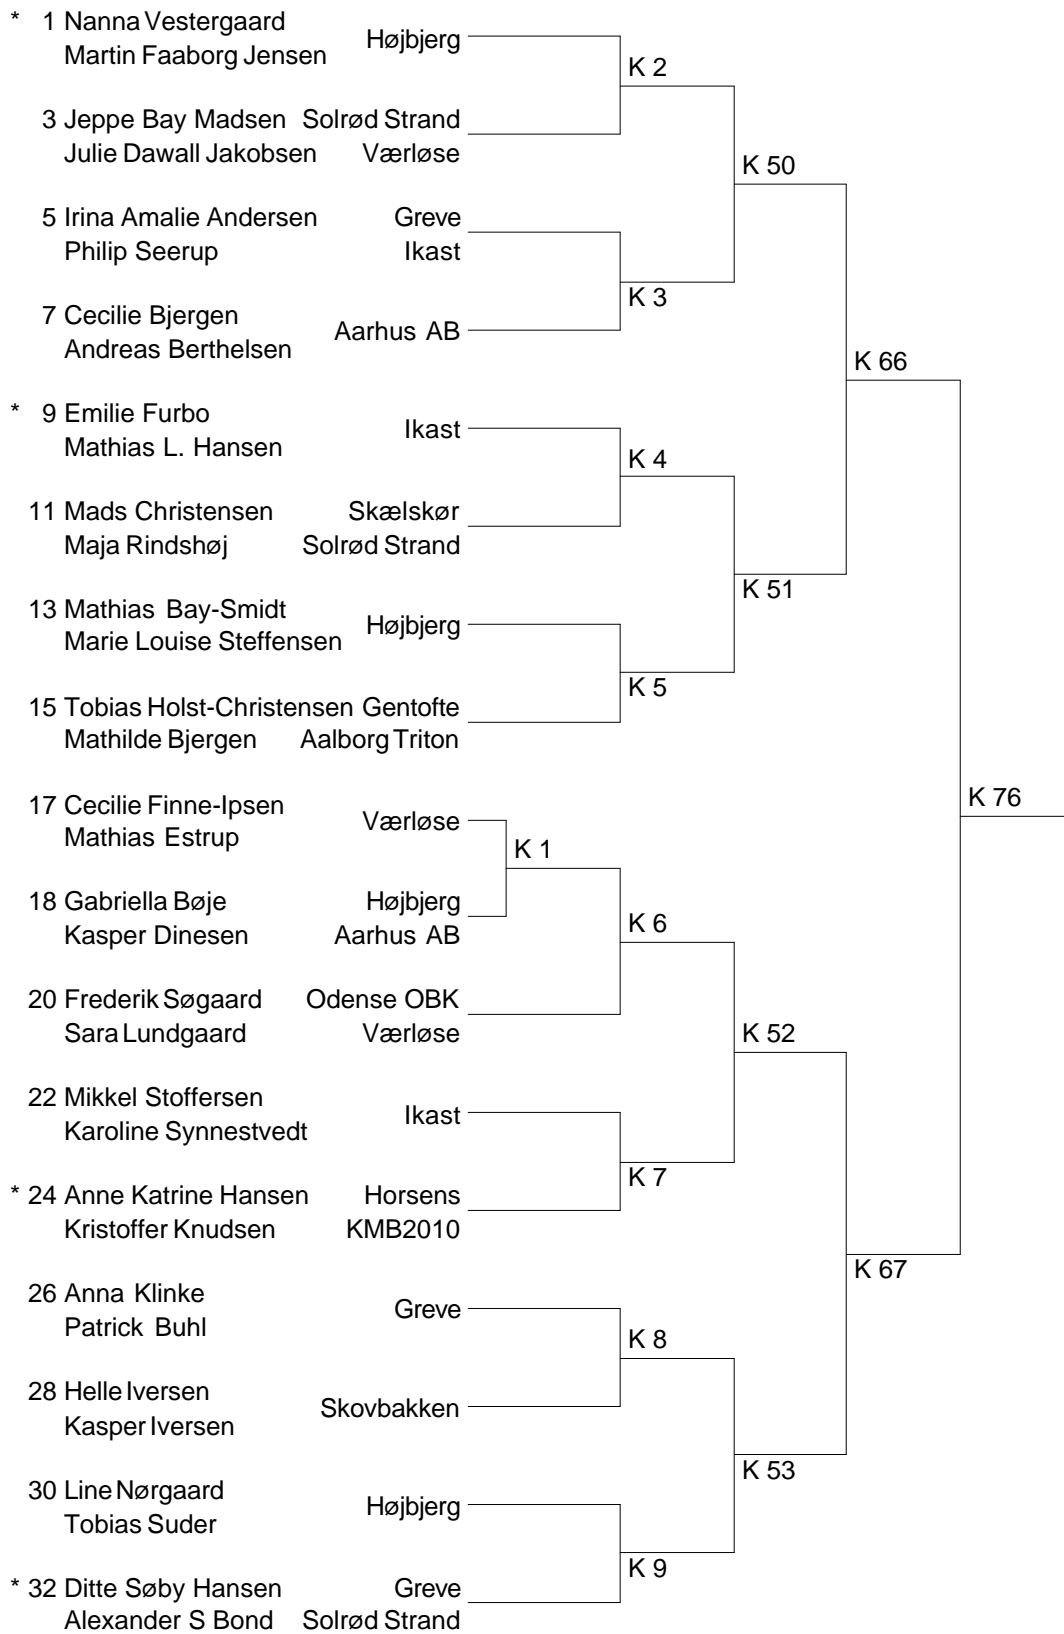 * 1 Nanna Vestergaard
Højbjerg
Martin Faaborg Jensen
K 2
3 Jeppe Bay Madsen Solrød Strand
Julie Dawall Jakobsen Værløse
K 50
5 Irina Amalie Andersen Greve
Philip Seerup Ikast
K 3
7 Cecilie Bjergen
Aarhus AB
Andreas Berthelsen
K 66
* 9 Emilie Furbo
Ikast
Mathias L. Hansen
K 4
11 Mads Christensen Skælskør
Maja Rindshøj Solrød Strand
K 51
13 Mathias Bay-Smidt
Højbjerg
Marie Louise Steffensen
K 5
15 Tobias Holst-Christensen Gentofte
Mathilde Bjergen Aalborg Triton
K 76
17 Cecilie Finne-Ipsen
Værløse
Mathias Estrup
K 1
18 Gabriella Bøje Højbjerg
K 6
Kasper Dinesen Aarhus AB
20 Frederik Søgaard Odense OBK
Sara Lundgaard Værløse
K 52
22 Mikkel Stoffersen
Ikast
Karoline Synnestvedt
K 7
* 24 Anne Katrine Hansen Horsens
Kristoffer Knudsen KMB2010
K 67
26 Anna Klinke
Greve
Patrick Buhl
K 8
28 Helle Iversen
Skovbakken
Kasper Iversen
K 53
30 Line Nørgaard
Højbjerg
Tobias Suder
K 9
* 32 Ditte Søby Hansen Greve
Alexander S Bond Solrød Strand